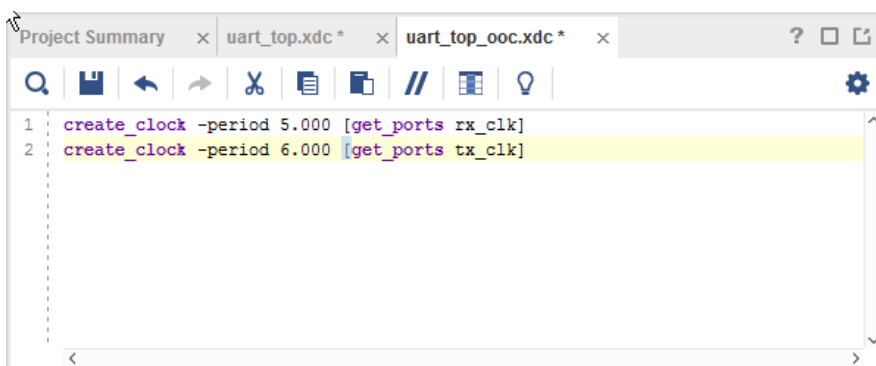 Project Summary × uart_top.xdc * × uart_top_ooc.xdc * ×
?
1 create_clock -period 5.000 [get_ports rx_clk]
2 create_clock -period 6.000 [get_ports tx_clk]